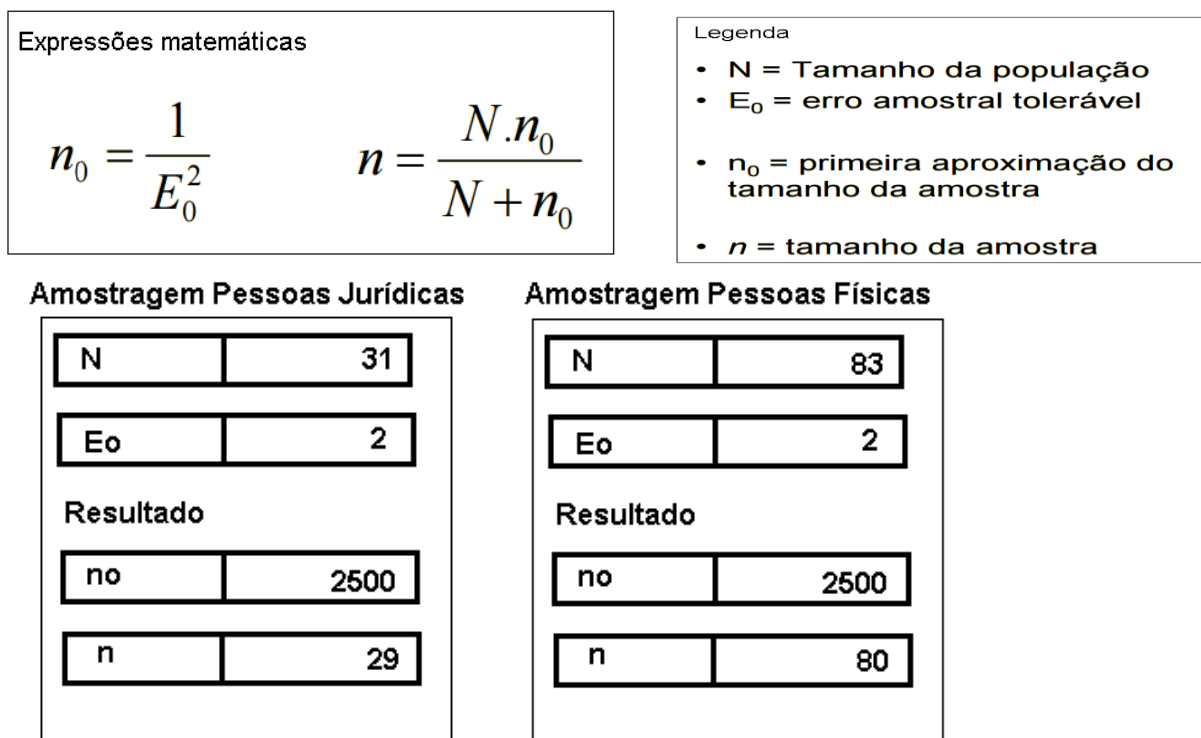 Expressões matemáticas
n₀ = 1 / E₀²
n = N.n₀ / N + n₀
Legenda
• N = Tamanho da população
• E₀ = erro amostral tolerável
• n₀ = primeira aproximação do
tamanho da amostra
• n = tamanho da amostra
Amostragem Pessoas Jurídicas
N 31
Eo 2
Resultado
no 2500
n 29
Amostragem Pessoas Físicas
N 83
Eo 2
Resultado
no 2500
n 80